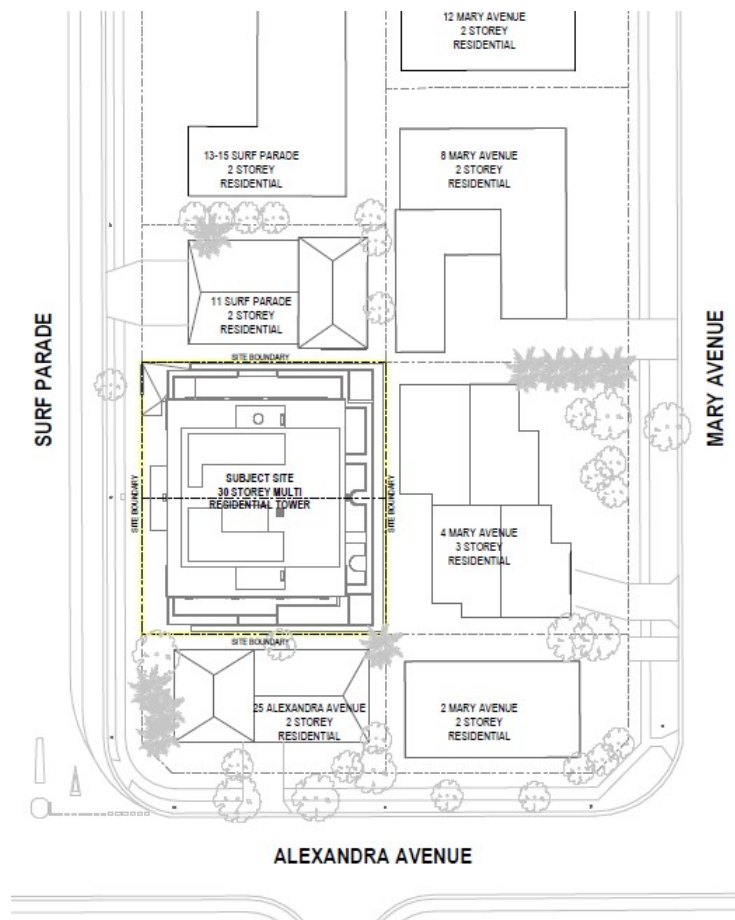 12 MARY AVENUE
2 STOREY
RESIDENTIAL
13-15 SURF PARADE
2 STOREY
RESIDENTIAL
8 MARY AVENUE
2 STOREY
RESIDENTIAL
11 SURF PARADE
2 STOREY
RESIDENTIAL
SURF PARADE
MARY AVENUE
SITE BOUNDARY
SITE BOUNDARY
SUBJECT SITE
30 STOREY MULTI
RESIDENTIAL TOWER
SITE BOUNDARY
4 MARY AVENUE
3 STOREY
RESIDENTIAL
SITE BOUNDARY
25 ALEXANDRA AVENUE
2 STOREY
RESIDENTIAL
2 MARY AVENUE
2 STOREY
RESIDENTIAL
ALEXANDRA AVENUE